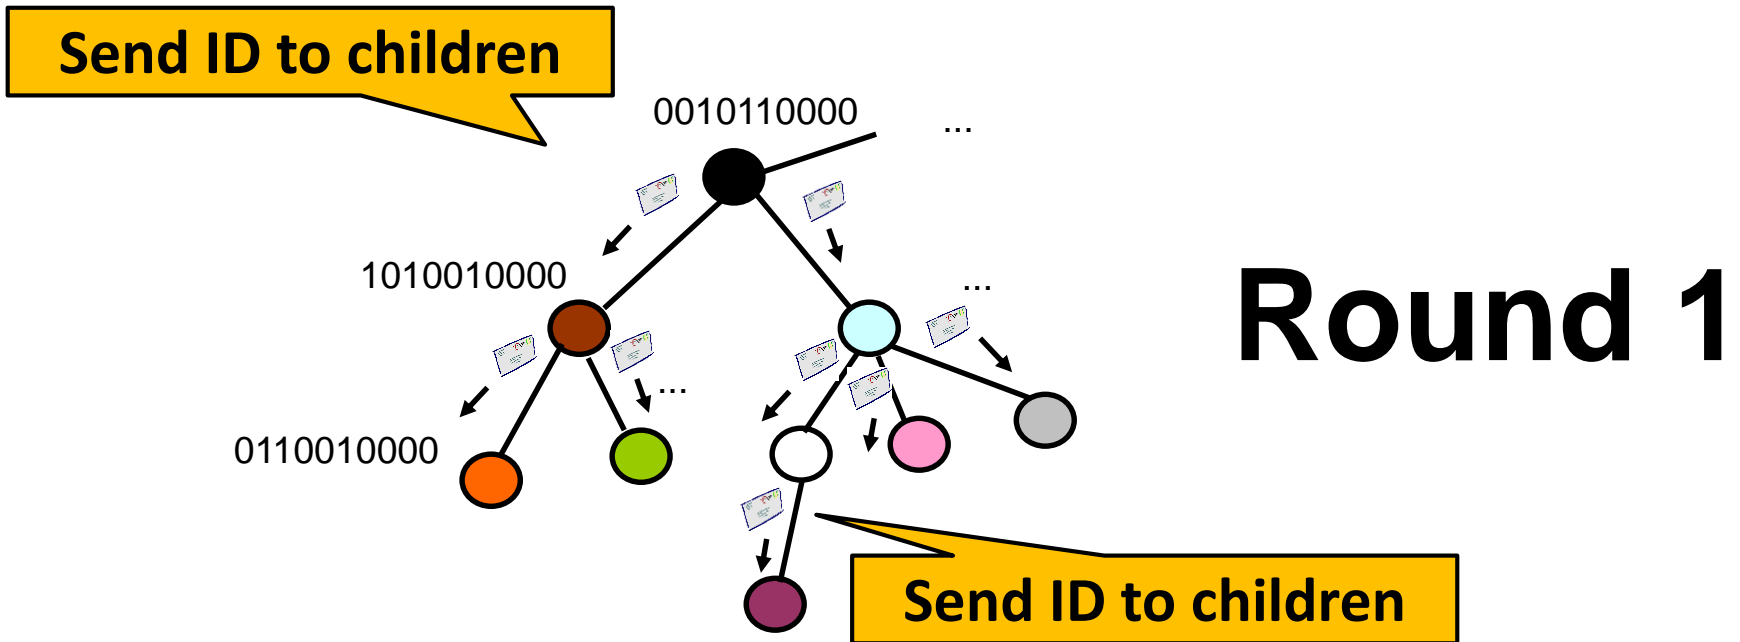 Send ID to children
0010110000
...
1010010000
...
Round 1
...
0110010000
Send ID to children